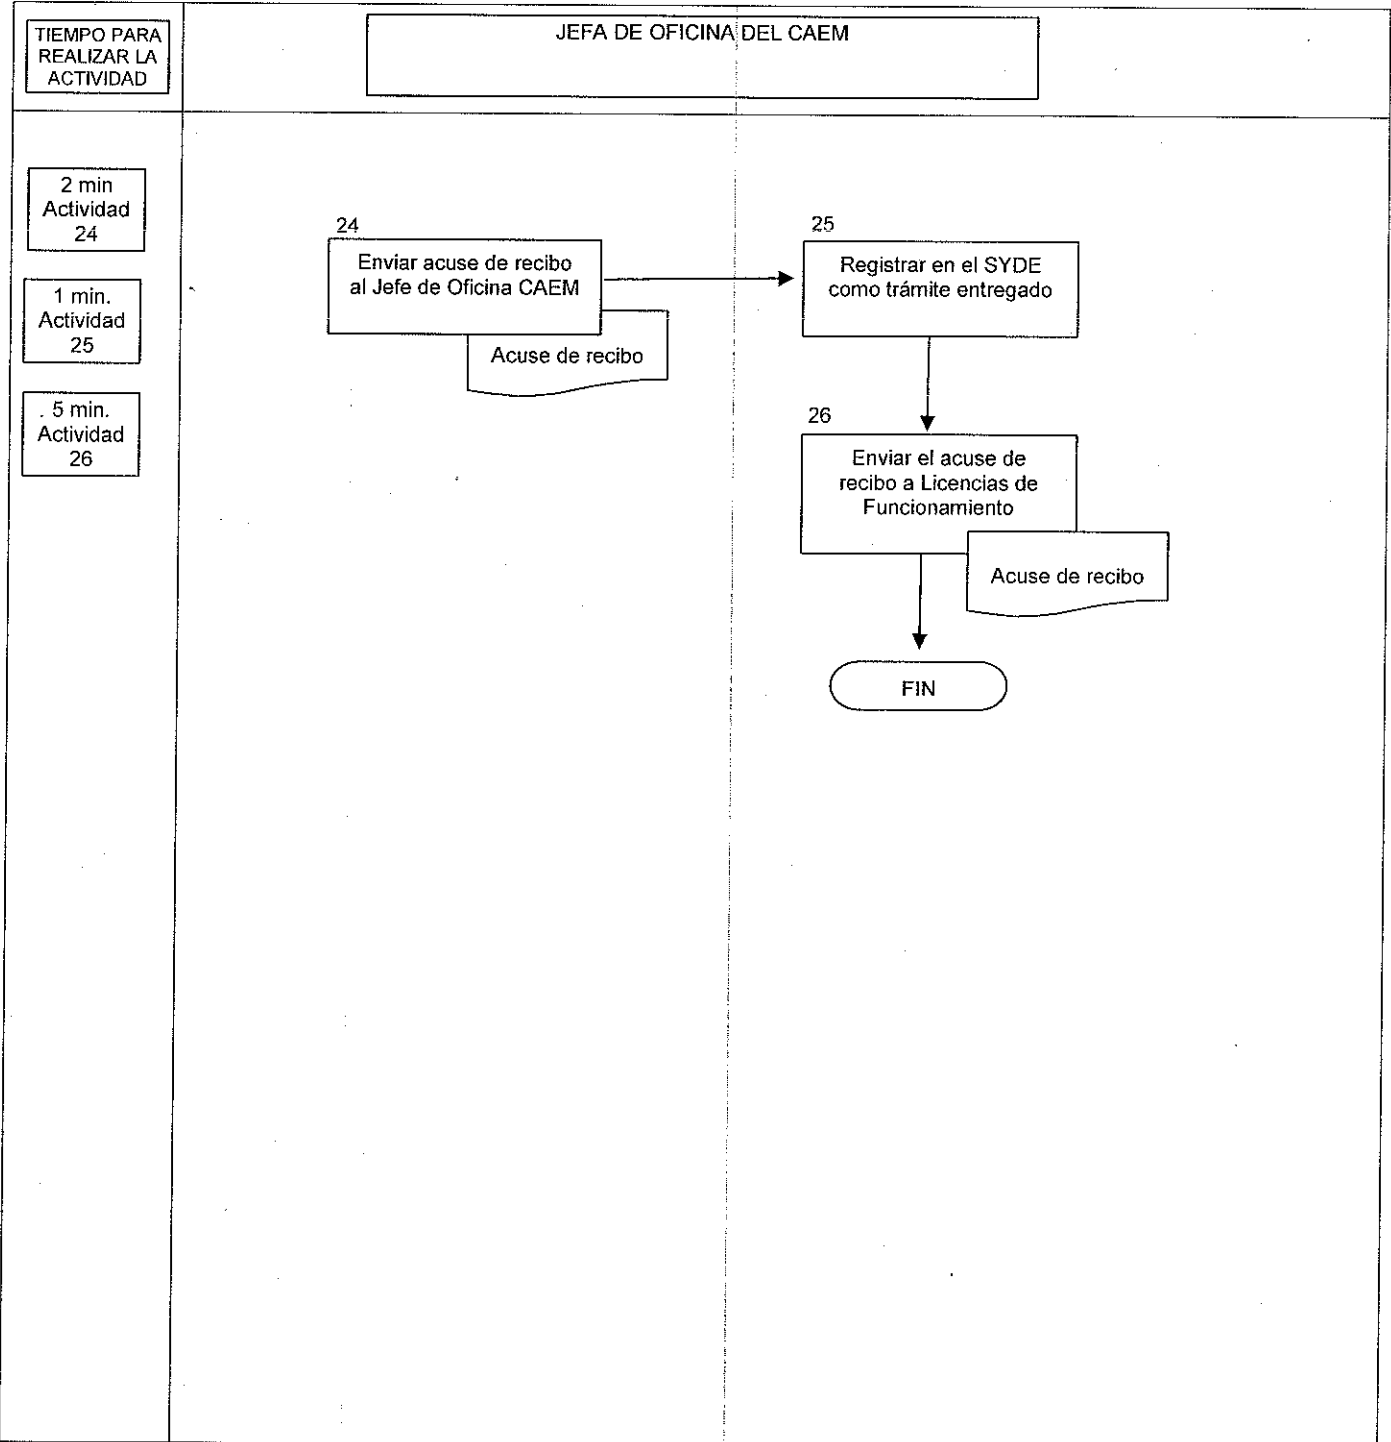 TIEMPO PARA
REALIZAR LA
ACTIVIDAD
JEFA DE OFICINA DEL CAEM
2 min
Actividad
24
1 min.
Actividad
25
5 min.
Actividad
26
24
Enviar acuse de recibo
al Jefe de Oficina CAEM
Acuse de recibo
25
Registrar en el SYDE
como trámite entregado
26
Enviar el acuse de
recibo a Licencias de
Funcionamiento
Acuse de recibo
FIN